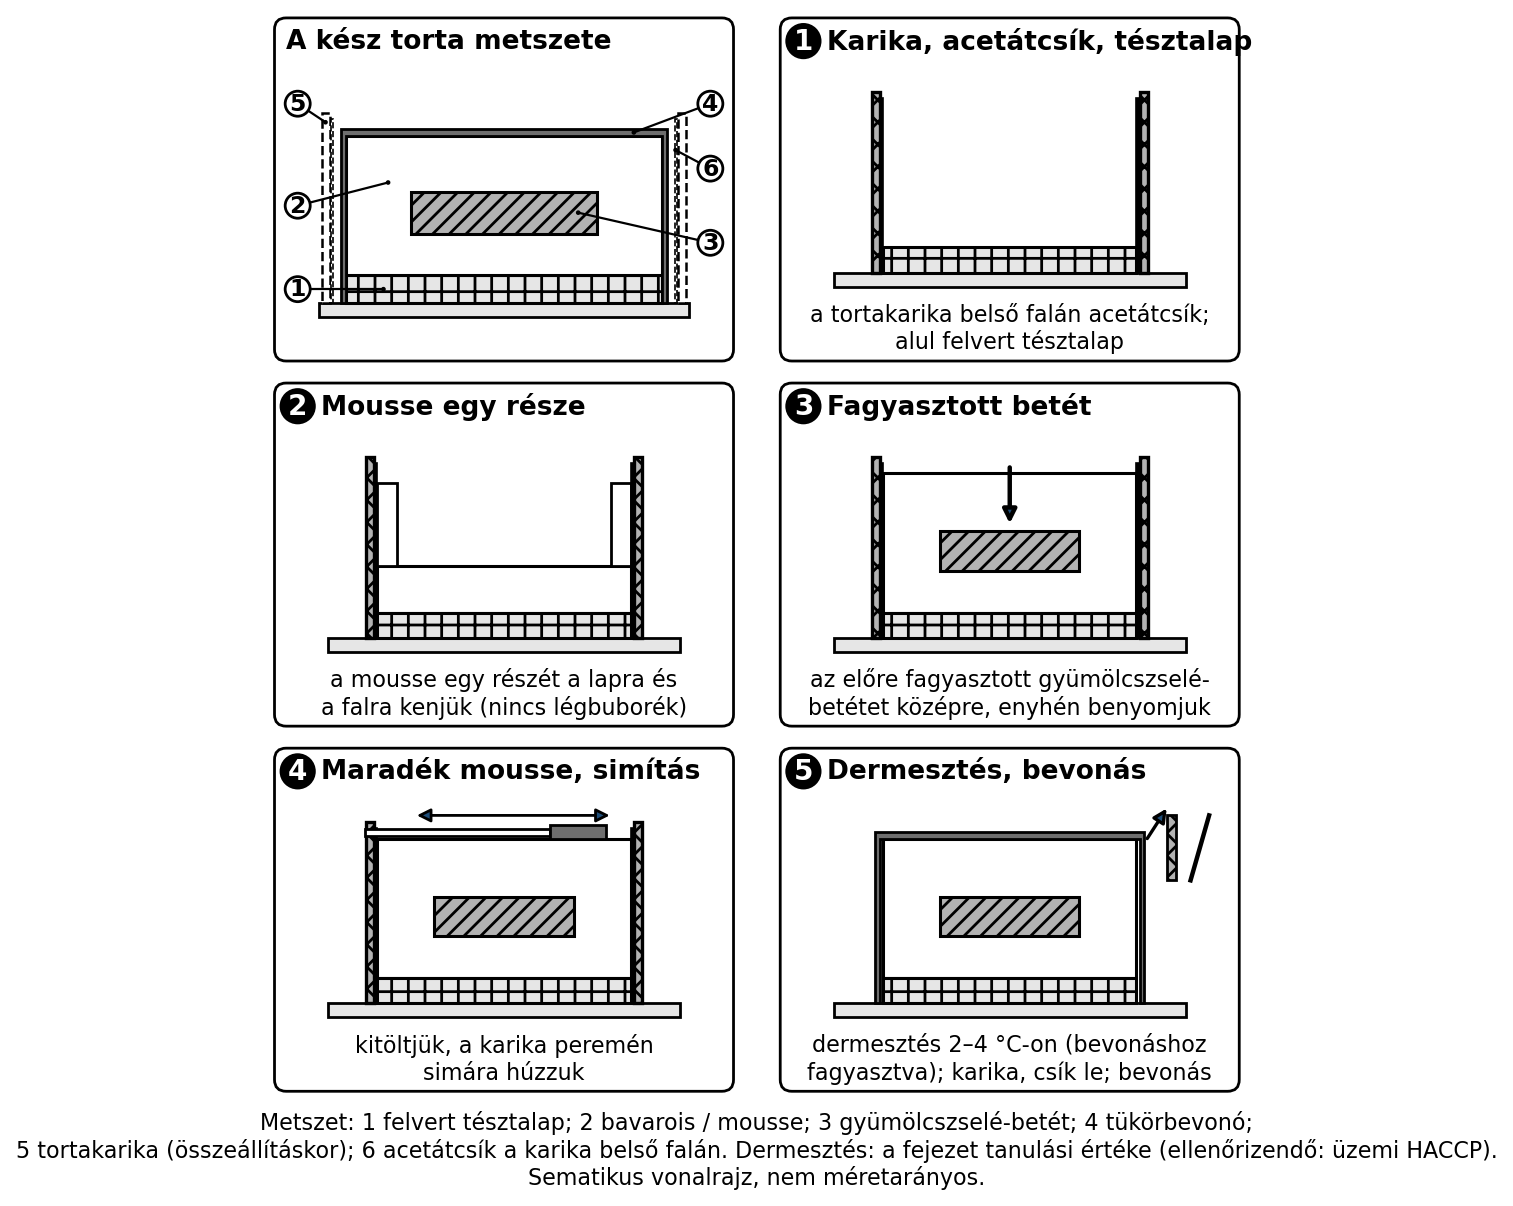 A kész torta metszete
5
4
6
2
3
1
1 Karika, acetátcsík, tésztalap
a tortakarika belső falán acetátcsík;
alul felvert tésztalap
2 Mousse egy része
a mousse egy részét a lapra és
a falra kenjük (nincs légbuborék)
3 Fagyasztott betét
az előre fagyasztott gyümölcszselé-
betétet középre, enyhén benyomjuk
4 Maradék mousse, simítás
kitöltjük, a karika peremén
simára húzzuk
5 Dermesztés, bevonás
dermesztés 2–4 °C-on (bevonáshoz
fagyasztva); karika, csík le; bevonás
Metszet: 1 felvert tésztalap; 2 bavarois / mousse; 3 gyümölcszselé-betét; 4 tükörbevonó;
5 tortakarika (összeállításkor); 6 acetátcsík a karika belső falán. Dermesztés: a fejezet tanulási értéke (ellenőrizendő: üzemi HACCP).
Sematikus vonalrajz, nem méretarányos.